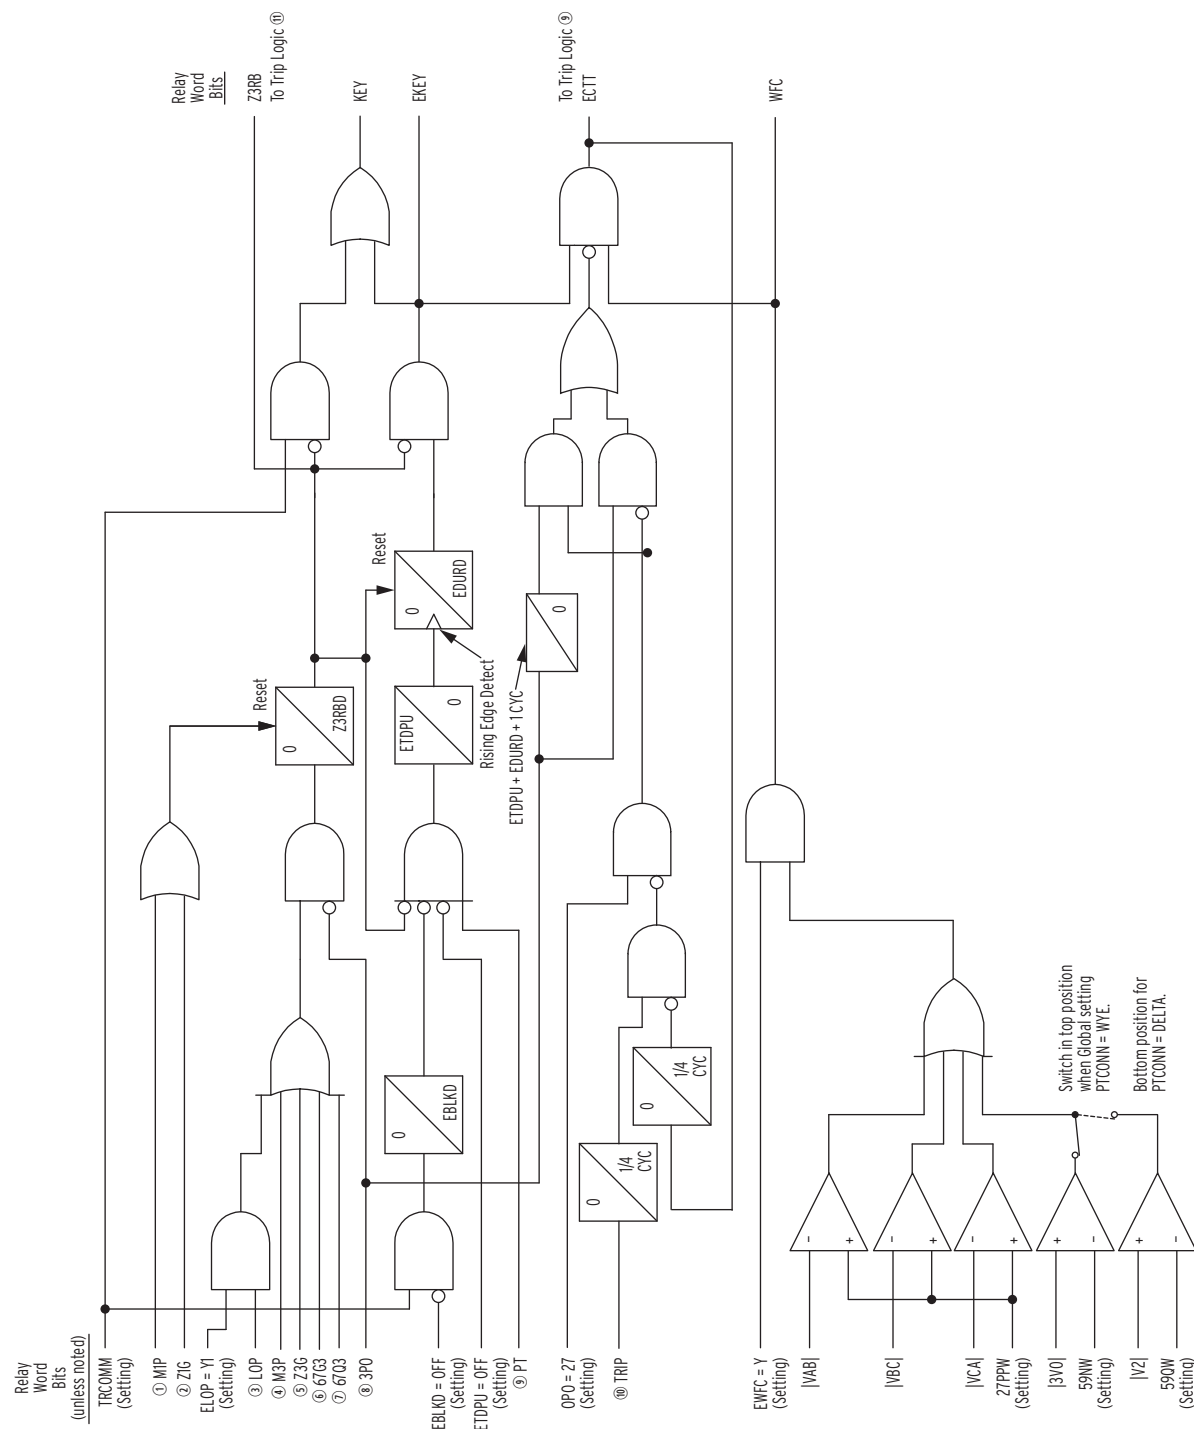 Relay
Word
Bits
(unless noted)
TRCOMM
(Setting)
① M1P
② Z1G
ELOP = Y1
(Setting)
③ LOP
④ M3P
⑤ Z3G
⑥ 67G3
⑦ 67Q3
⑧ 3PO
EBLKD = OFF
(Setting)
ETDPU = OFF
(Setting)
⑨ PT
OPO = 27
(Setting)
⑩ TRIP
EWFC = Y
(Setting)
|VAB|
|VBC|
|VCA|
27PPW
(Setting)
|3V0|
59NW
(Setting)
|V2|
59QW
(Setting)
-
+
-
+
-
+
+
-
+
-
0
EBLKD
0
1/4
CYC
0
1/4
CYC
Switch in top position
when Global setting
PTCONN = WYE.
Bottom position for
PTCONN = DELTA.
Reset
0
Z3RBD
ETDPU
0
Rising Edge Detect
ETDPU + EDURD + 1 CYC
0
Reset
0
EDURD
Relay
Word
Bits
Z3RB
To Trip Logic ⑪
KEY
EKEY
To Trip Logic ⑨
ECTT
WFC